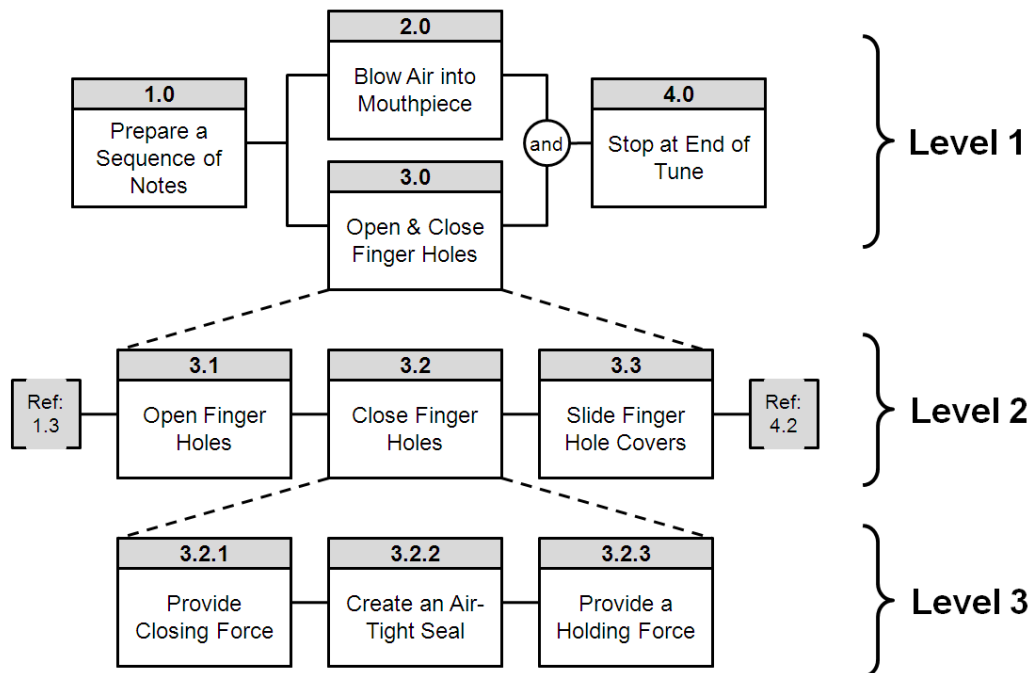 1.0
Prepare a
Sequence of
Notes
2.0
Blow Air into
Mouthpiece
3.0
Open & Close
Finger Holes
and
4.0
Stop at End of
Tune
Level 1
Ref:
1.3
3.1
Open Finger
Holes
3.2
Close Finger
Holes
3.3
Slide Finger
Hole Covers
Ref:
4.2
Level 2
3.2.1
Provide
Closing Force
3.2.2
Create an Air-
Tight Seal
3.2.3
Provide a
Holding Force
Level 3